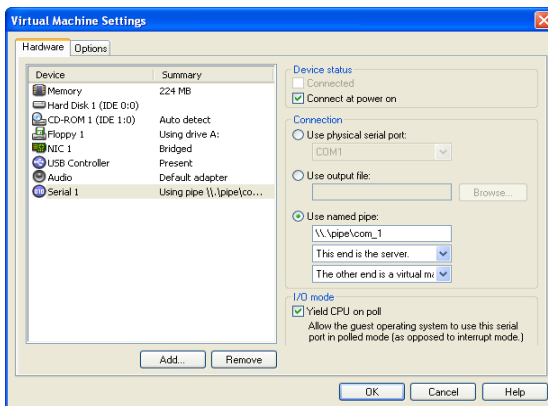 Virtual Machine Settings
Hardware Options
Device Summary
Memory 224 MB
Hard Disk 1 (IDE 0:0)
CD-ROM 1 (IDE 1:0) Auto detect
Floppy 1 Using drive A:
NIC 1 Bridged
USB Controller Present
Audio Default adapter
Serial 1 Using pipe \\.\pipe\co...
Add... Remove
Device status
Connected
Connect at power on
Connection
Use physical serial port:
COM1
Use output file:
Browse...
Use named pipe:
\\.\pipe\com_1
This end is the server.
The other end is a virtual ma
I/O mode
Yield CPU on poll
Allow the guest operating system to use this serial
port in polled mode (as opposed to interrupt mode.)
OK Cancel Help